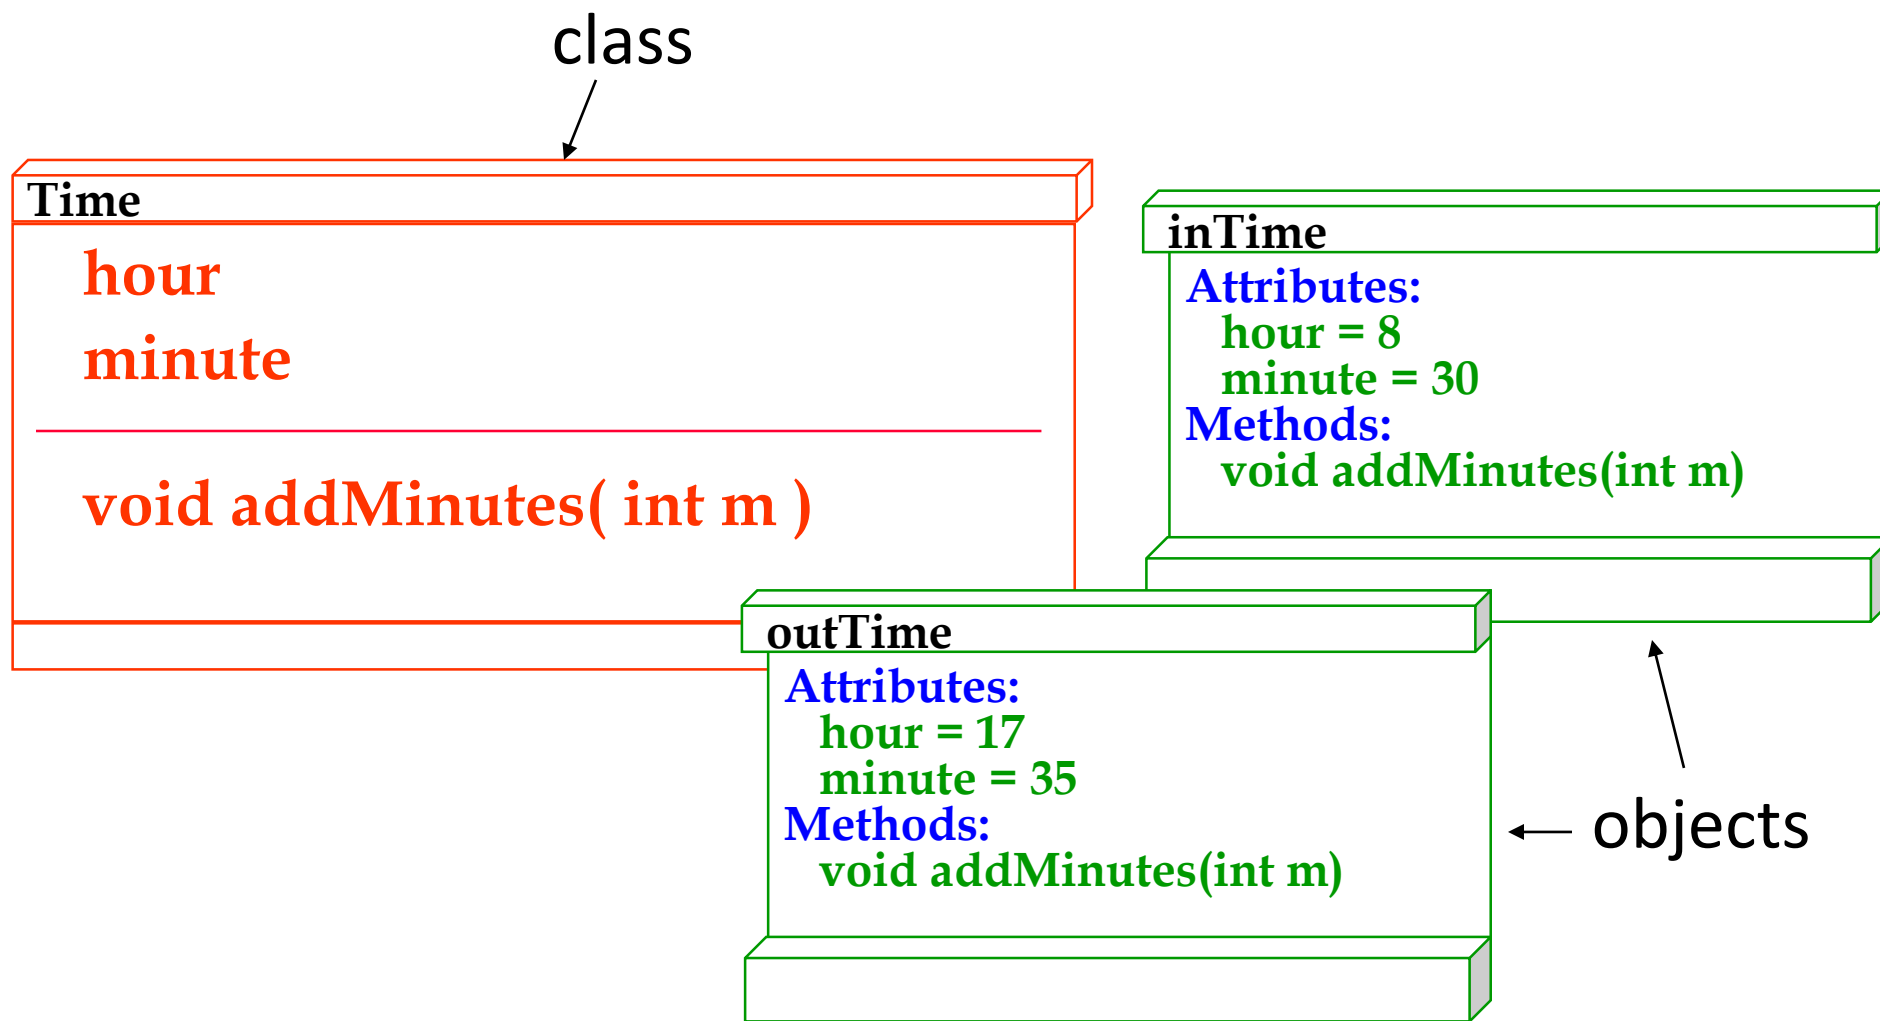 class
Time
hour
minute
void addMinutes( int m )
inTime
Attributes:
hour = 8
minute = 30
Methods:
void addMinutes(int m)
outTime
Attributes:
hour = 17
minute = 35
Methods:
void addMinutes(int m)
objects